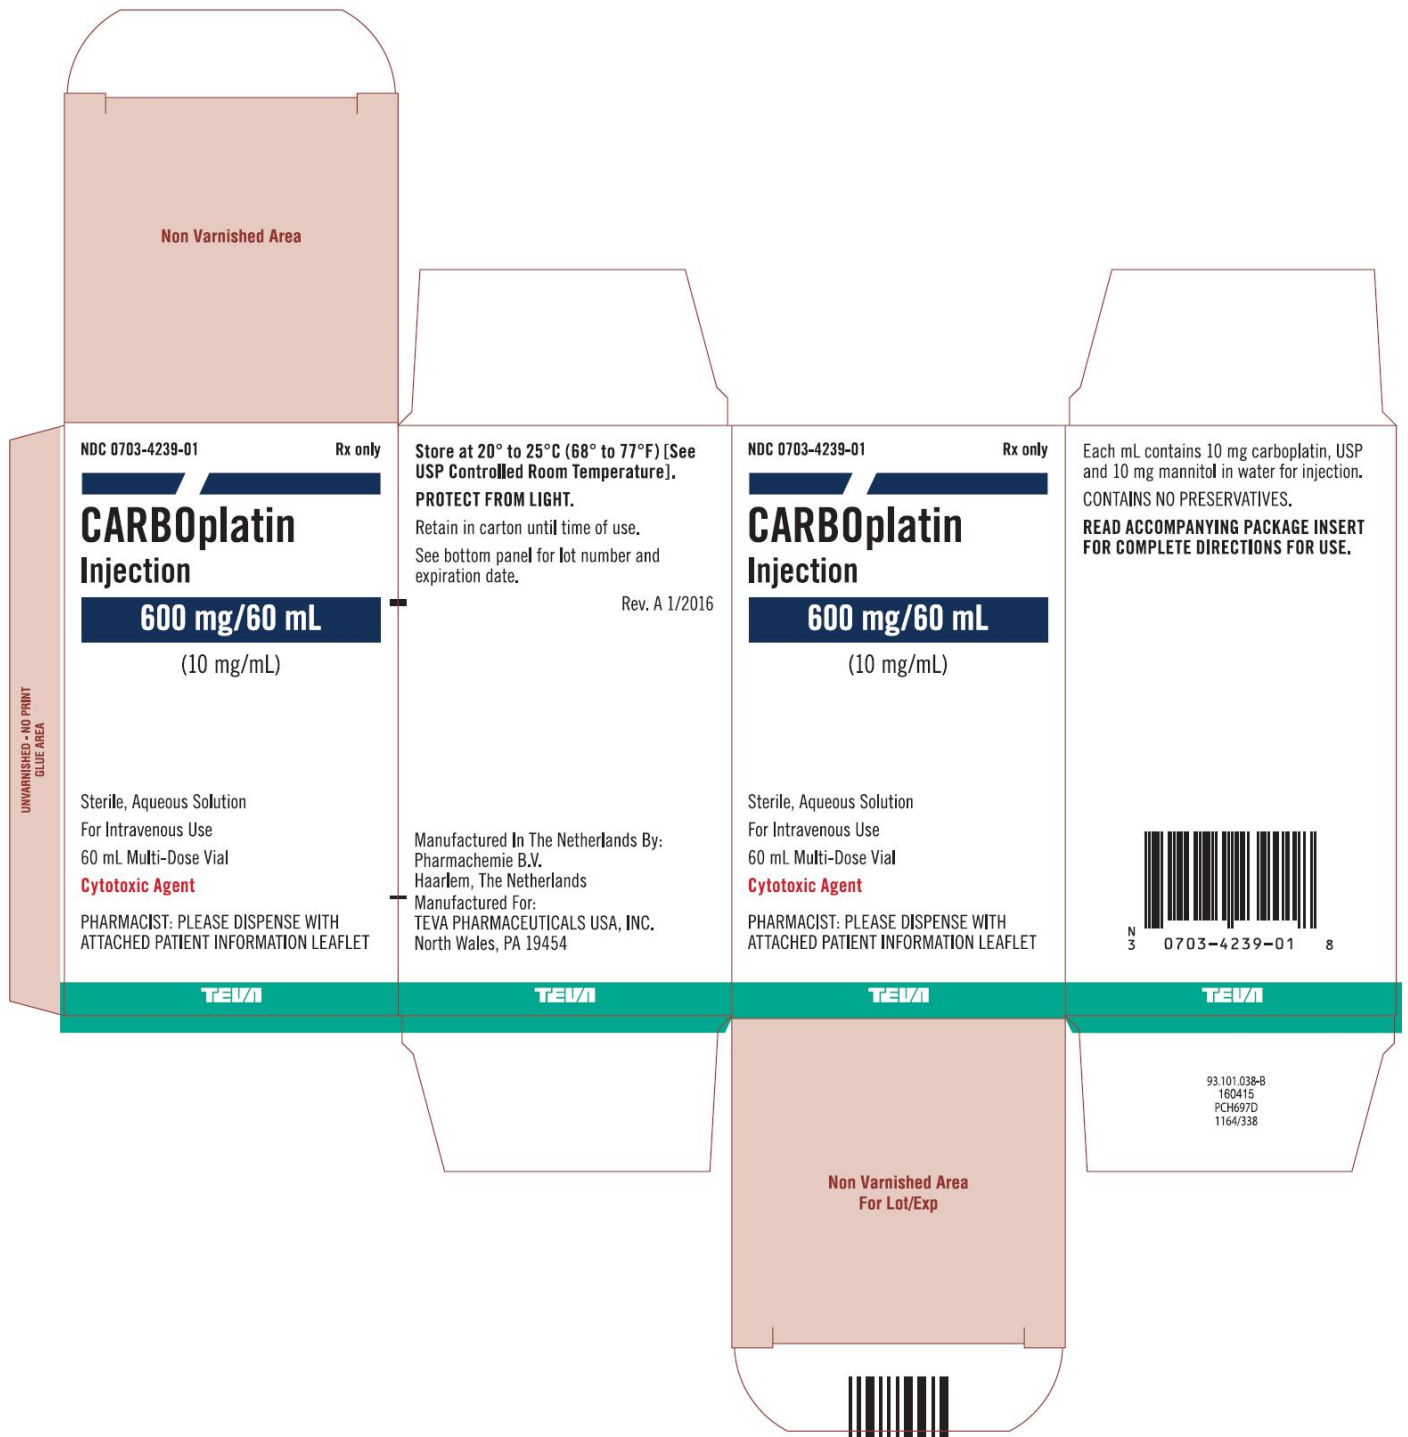 Non Varnished Area
UNVARNISHED - NO PRINT
GLUE AREA
NDC 0703-4239-01 Rx only
CARBOplatin
Injection
600 mg/60 mL
(10 mg/mL)
Sterile, Aqueous Solution
For Intravenous Use
60 mL Multi-Dose Vial
Cytotoxic Agent
PHARMACIST: PLEASE DISPENSE WITH
ATTACHED PATIENT INFORMATION LEAFLET
TEVA
Store at 20° to 25°C (68° to 77°F) [See
USP Controlled Room Temperature].
PROTECT FROM LIGHT.
Retain in carton until time of use.
See bottom panel for lot number and
expiration date.
Rev. A 1/2016
Manufactured In The Netherlands By:
Pharmachemie B.V.
Haarlem, The Netherlands
Manufactured For:
TEVA PHARMACEUTICALS USA, INC.
North Wales, PA 19454
TEVA
NDC 0703-4239-01 Rx only
CARBOplatin
Injection
600 mg/60 mL
(10 mg/mL)
Sterile, Aqueous Solution
For Intravenous Use
60 mL Multi-Dose Vial
Cytotoxic Agent
PHARMACIST: PLEASE DISPENSE WITH
ATTACHED PATIENT INFORMATION LEAFLET
TEVA
Each mL contains 10 mg carboplatin, USP
and 10 mg mannitol in water for injection.
CONTAINS NO PRESERVATIVES.
READ ACCOMPANYING PACKAGE INSERT
FOR COMPLETE DIRECTIONS FOR USE.
N
3 0703-4239-01 8
TEVA
93.101.038-B
160415
PCH697D
1164/338
Non Varnished Area
For Lot/Exp